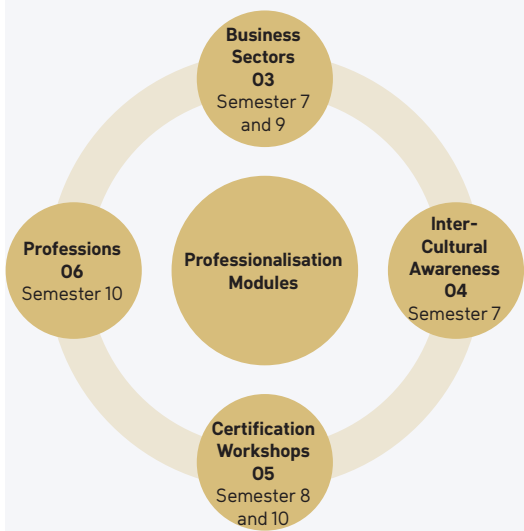 Business
Sectors
03
Semester 7
and 9
Professions
06
Semester 10
Professionalisation
Modules
Inter-
Cultural
Awareness
04
Semester 7
Certification
Workshops
05
Semester 8
and 10